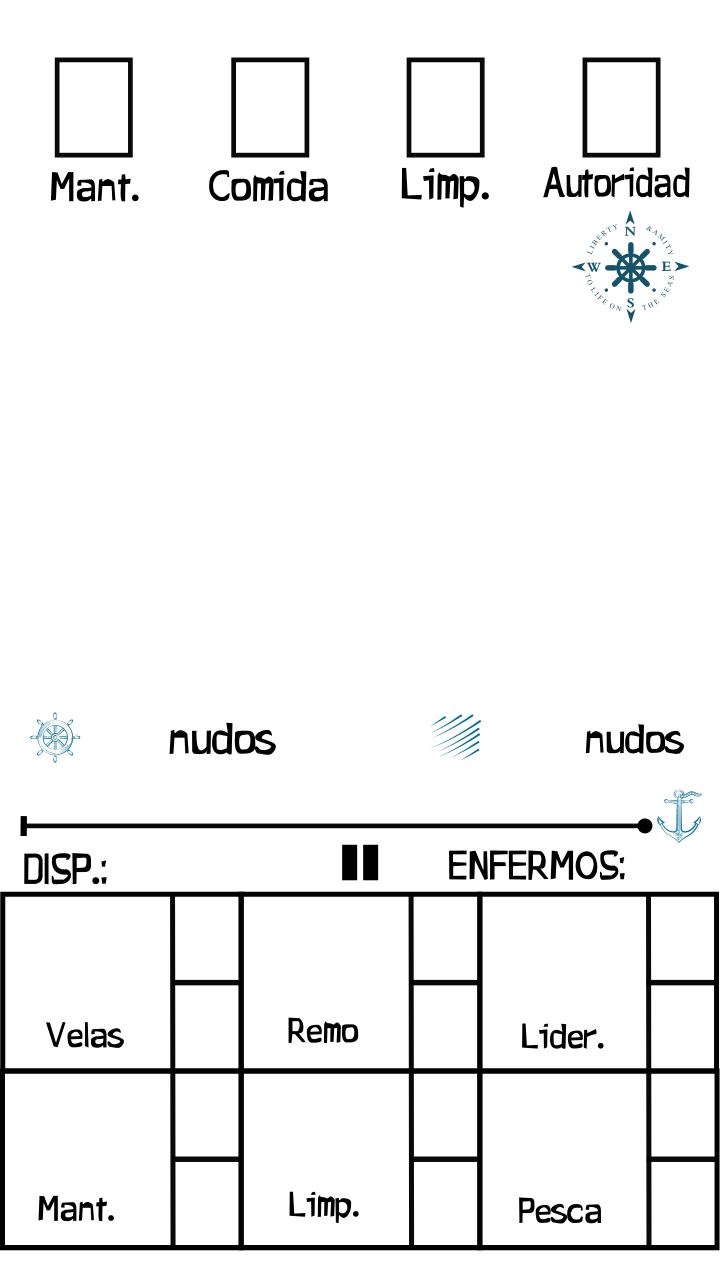 Mant. Comida Limp. Autoridad
N
LIBERTY &AMITY
W E
TO LIFE ON THE SEAS
S
nudos nudos
DISP.: ENFERMOS:
Velas Remo Lider.
Mant. Limp. Pesca